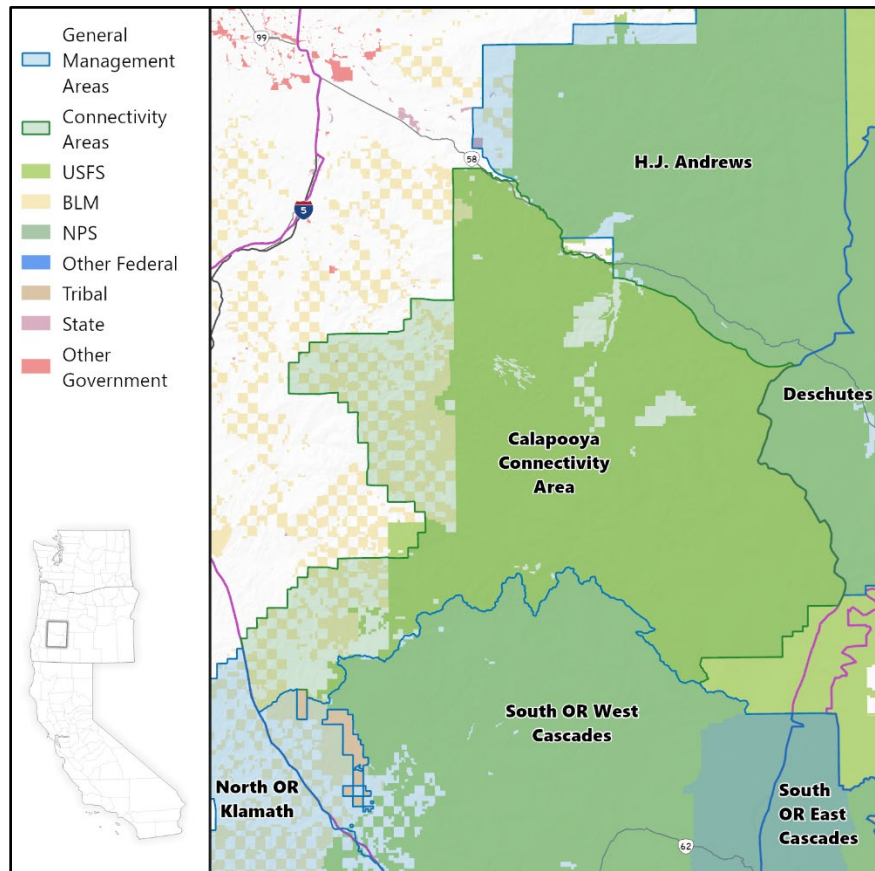 General
Management
Areas
Connectivity
Areas
USFS
BLM
NPS
Other Federal
Tribal
State
Other
Government
99
58
5
H.J. Andrews
Deschutes
Calapooya
Connectivity
Area
South OR West
Cascades
North OR
Klamath
South
OR East
Cascades
62